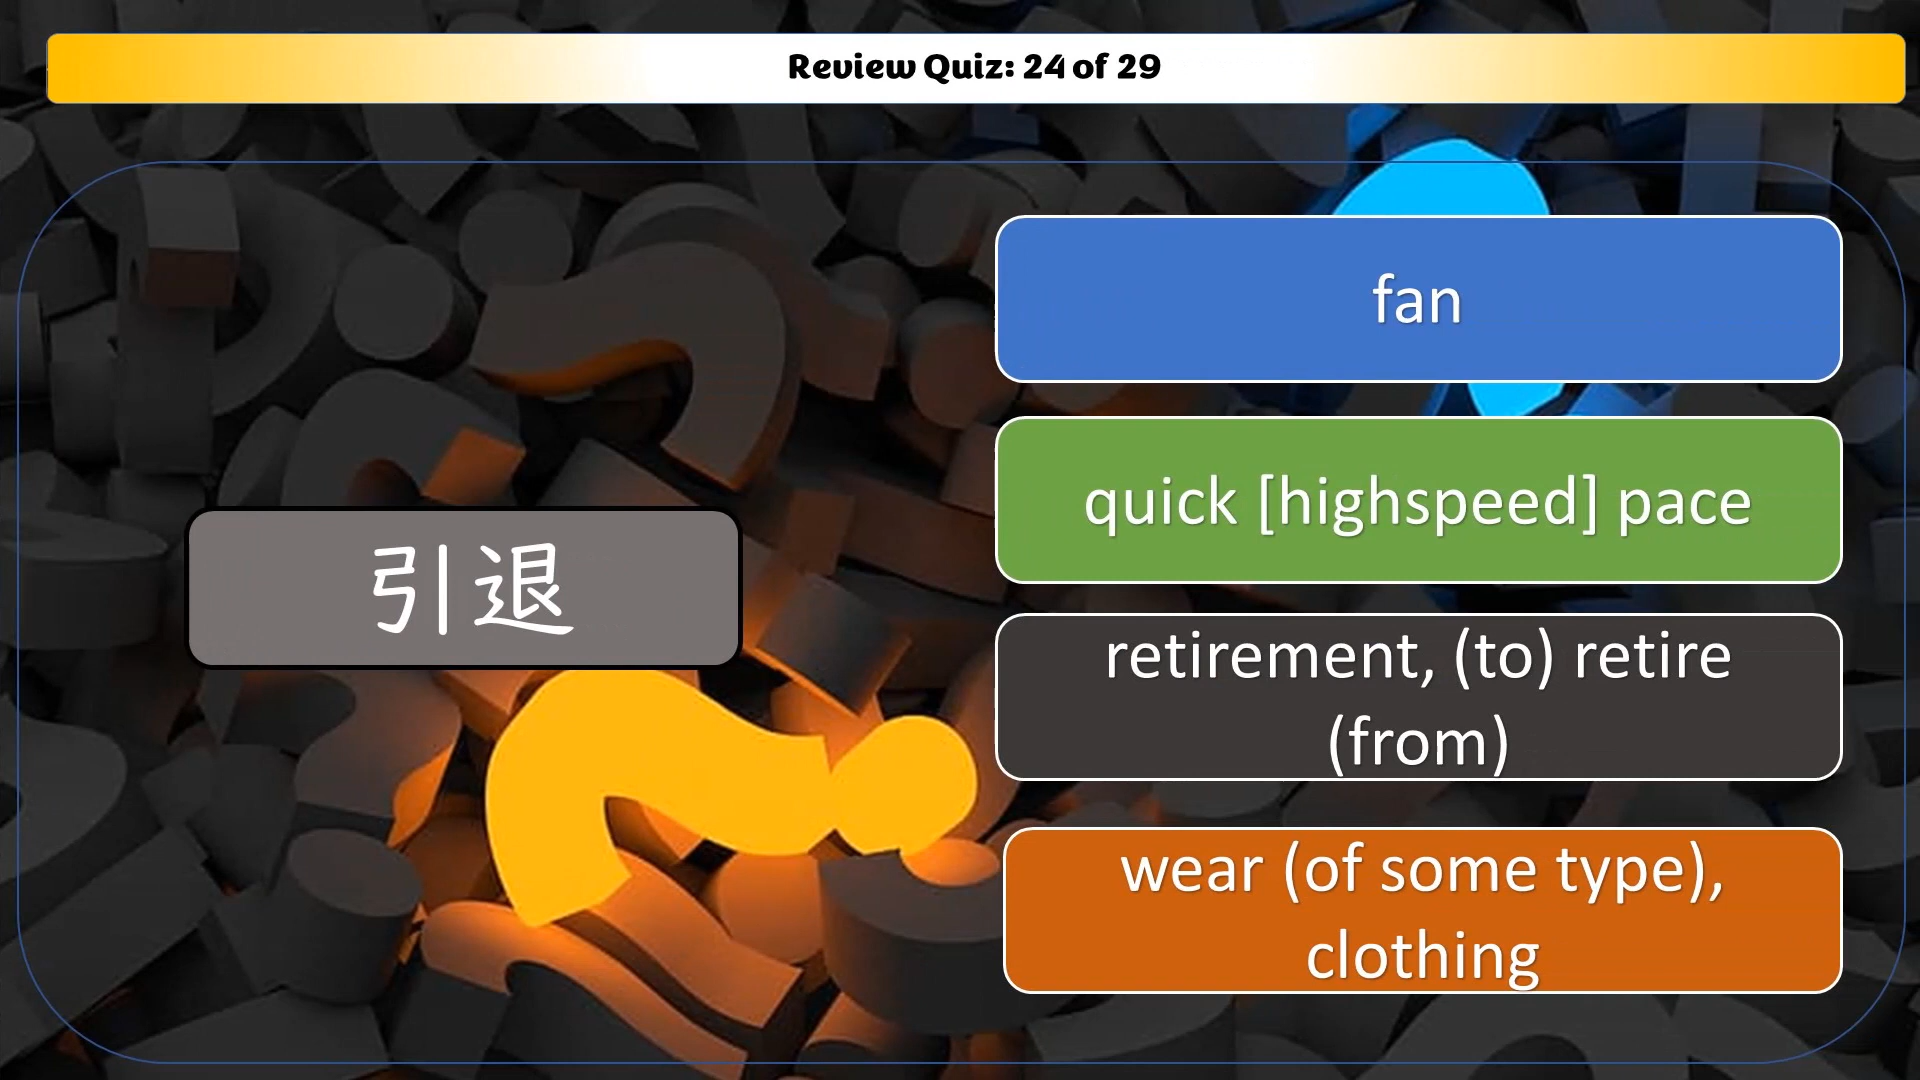 Review Quiz: 24 of 29
引退
fan
quick [highspeed] pace
retirement, (to) retire
(from)
wear (of some type),
clothing